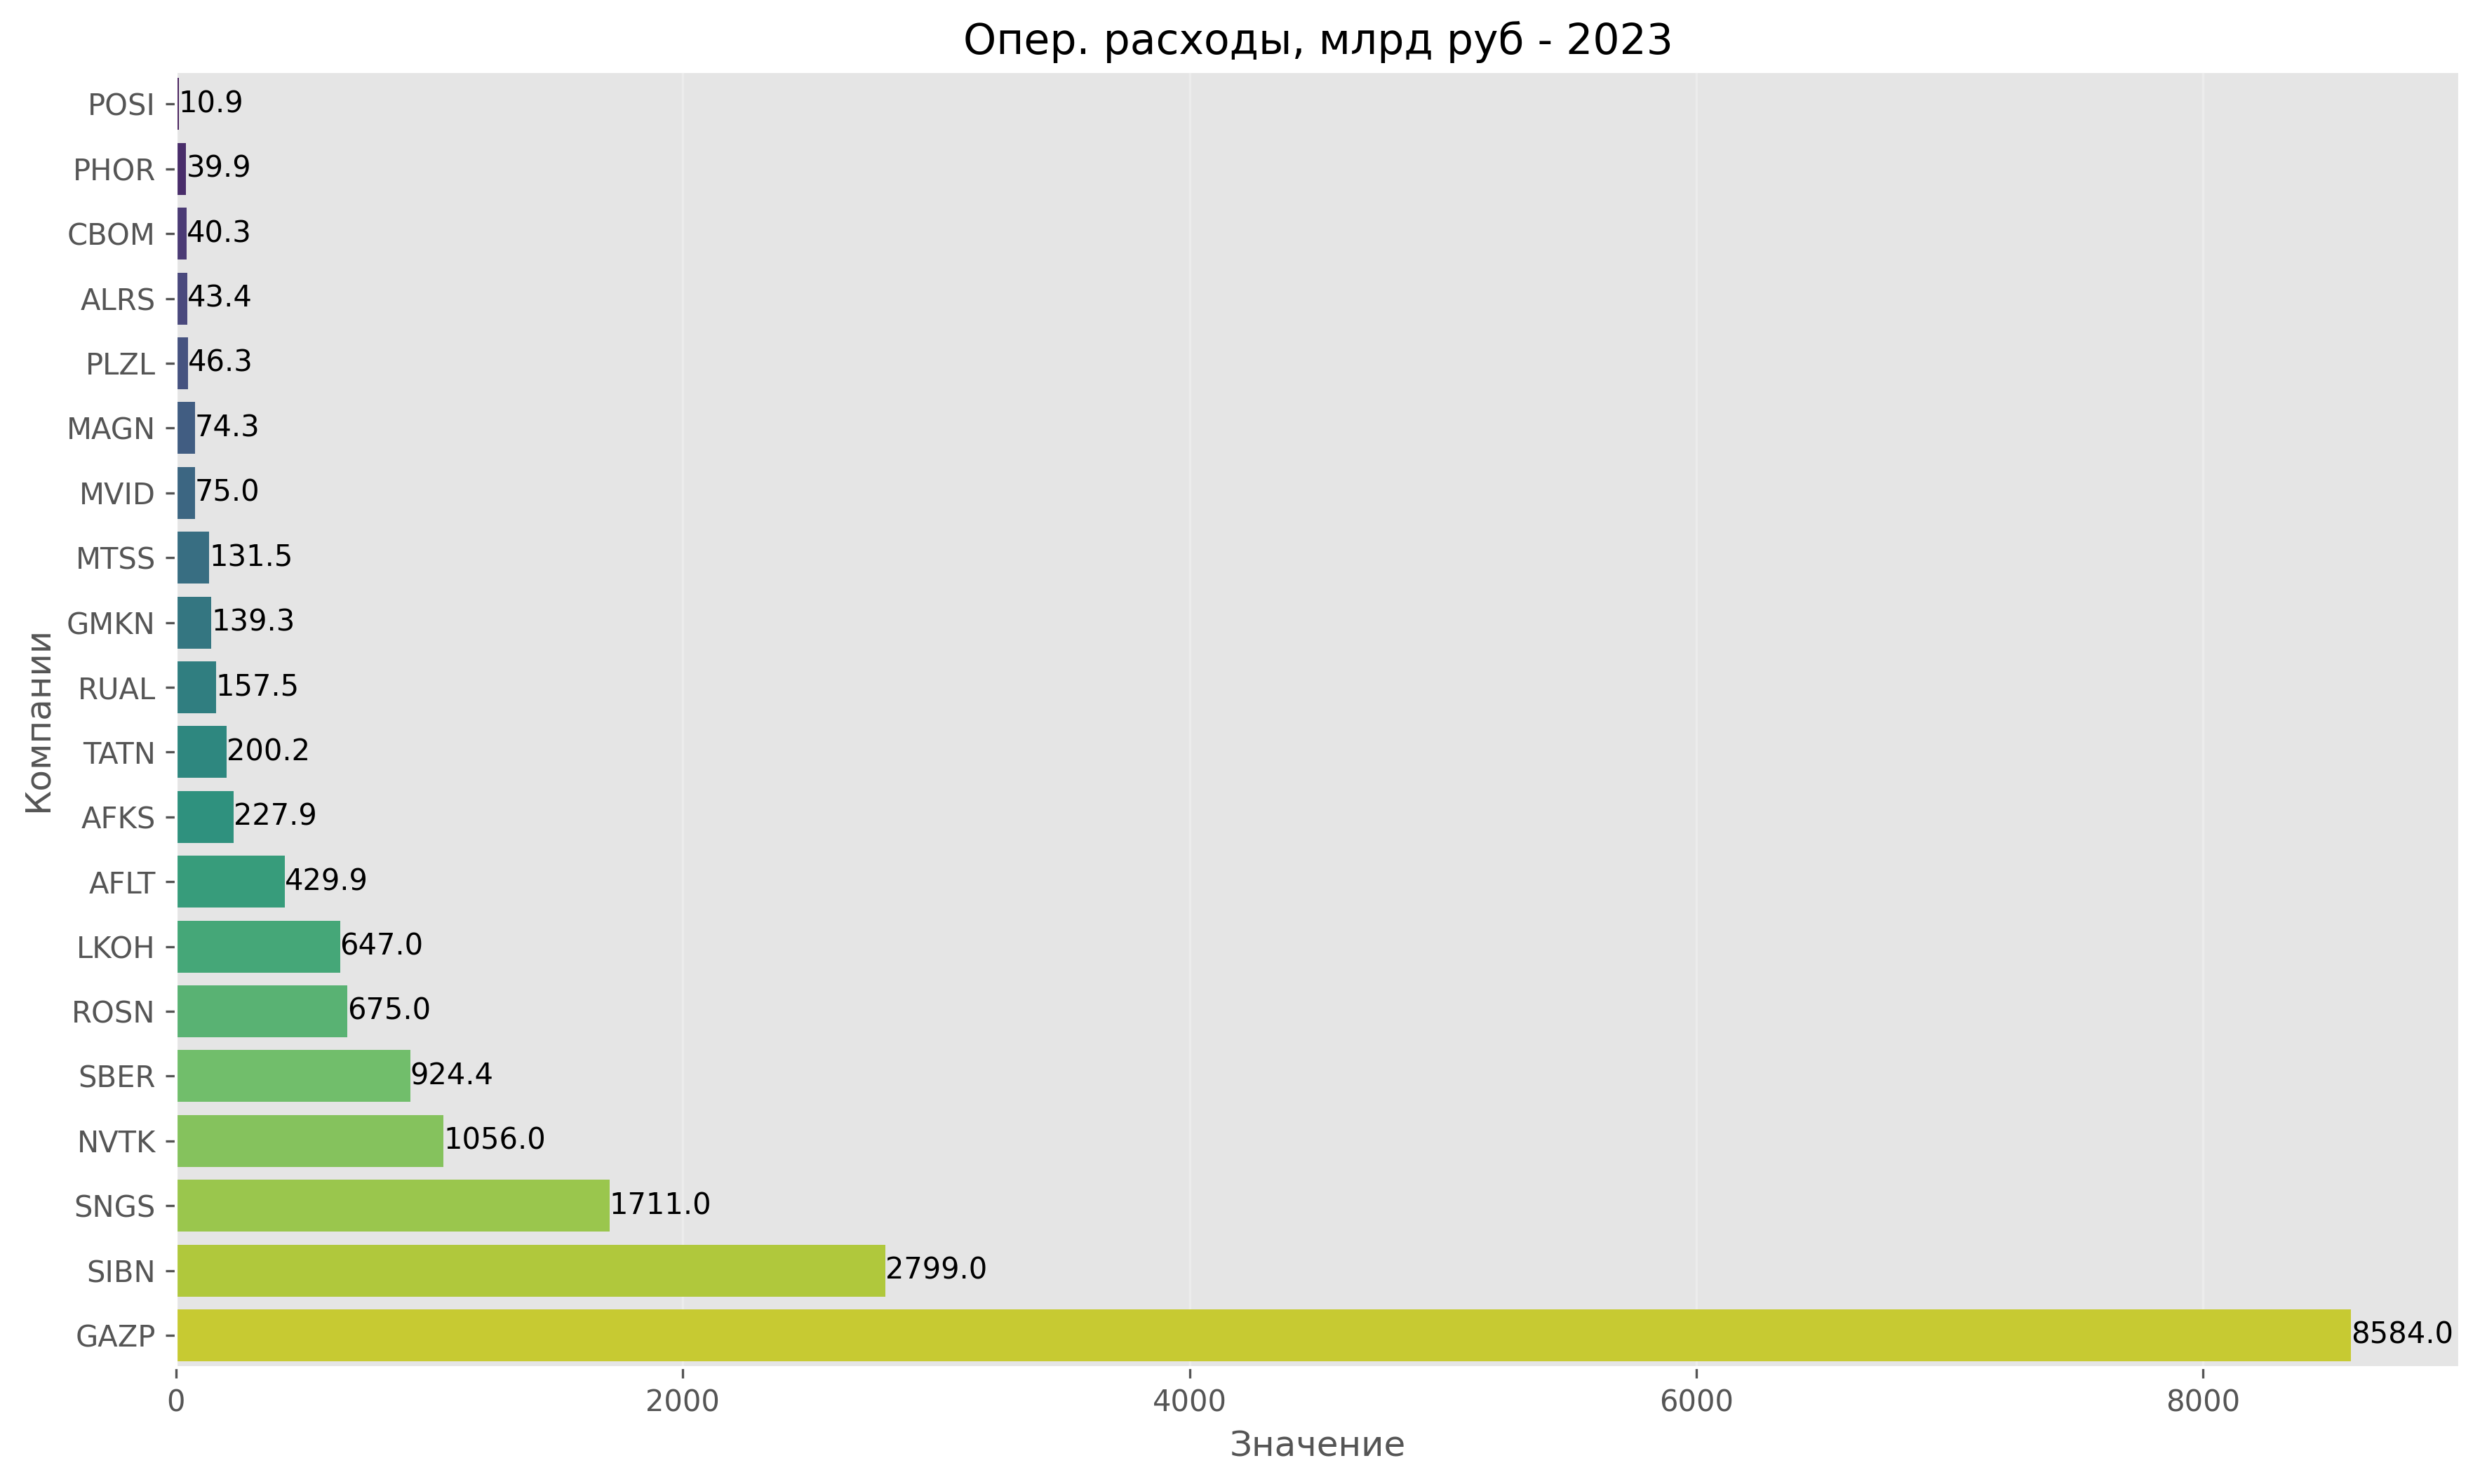 Опер. расходы, млрд руб - 2023
POSI 10.9
PHOR 39.9
CBOM 40.3
ALRS 43.4
PLZL 46.3
MAGN 74.3
MVID 75.0
MTSS 131.5
GMKN 139.3
RUAL 157.5
TATN 200.2
AFKS 227.9
AFLT 429.9
LKOH 647.0
ROSN 675.0
SBER 924.4
NVTK 1056.0
SNGS 1711.0
SIBN 2799.0
GAZP 8584.0
Компании
0 2000 4000 6000 8000
Значение